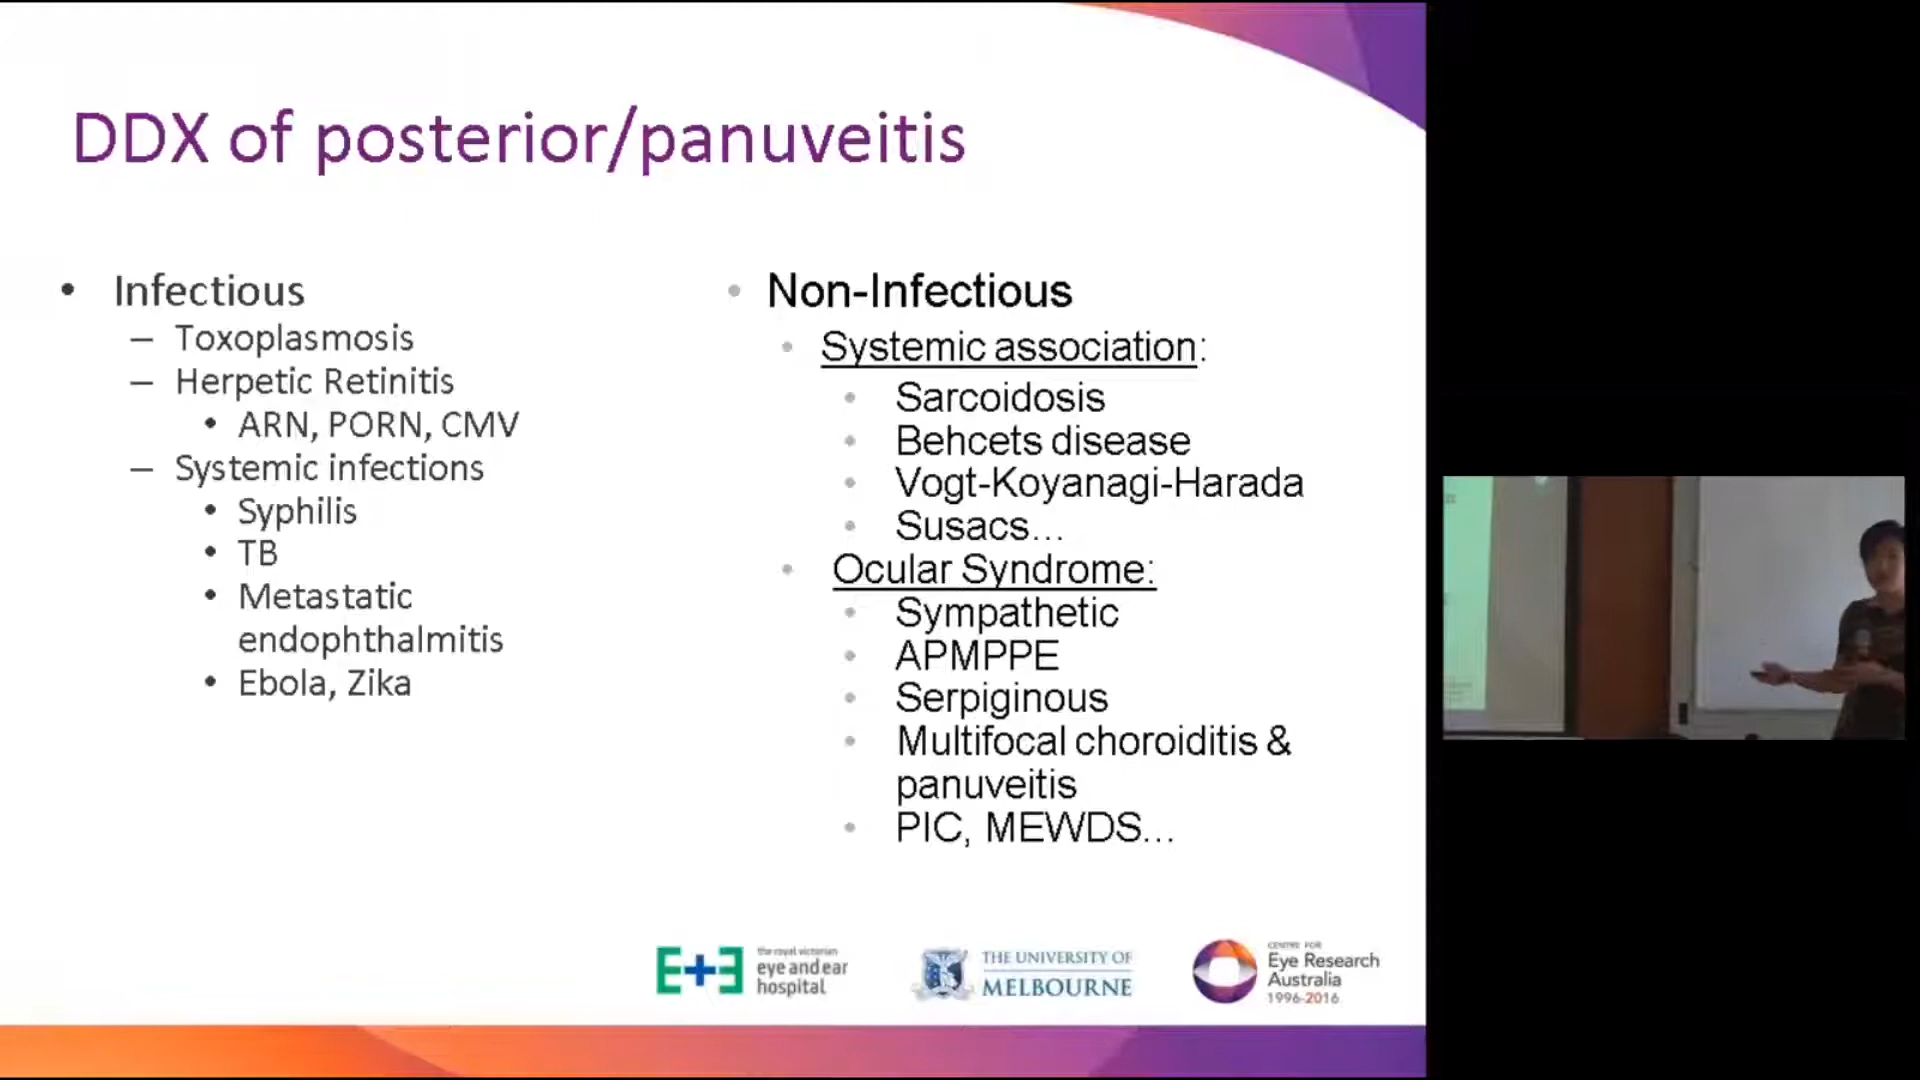 DDX of posterior/panuveitis
• Infectious
– Toxoplasmosis
– Herpetic Retinitis
• ARN, PORN, CMV
– Systemic infections
• Syphilis
• TB
• Metastatic
endophthalmitis
• Ebola, Zika
• Non-Infectious
• Systemic association:
• Sarcoidosis
• Behcets disease
• Vogt-Koyanagi-Harada
• Susacs...
• Ocular Syndrome:
• Sympathetic
• APMPPE
• Serpiginous
• Multifocal choroiditis &
panuveitis
• PIC, MEWDS...
E+E
the royal victorian
eye and ear
hospital
THE UNIVERSITY OF
MELBOURNE
CENTRE FOR
Eye Research
Australia
1996-2016